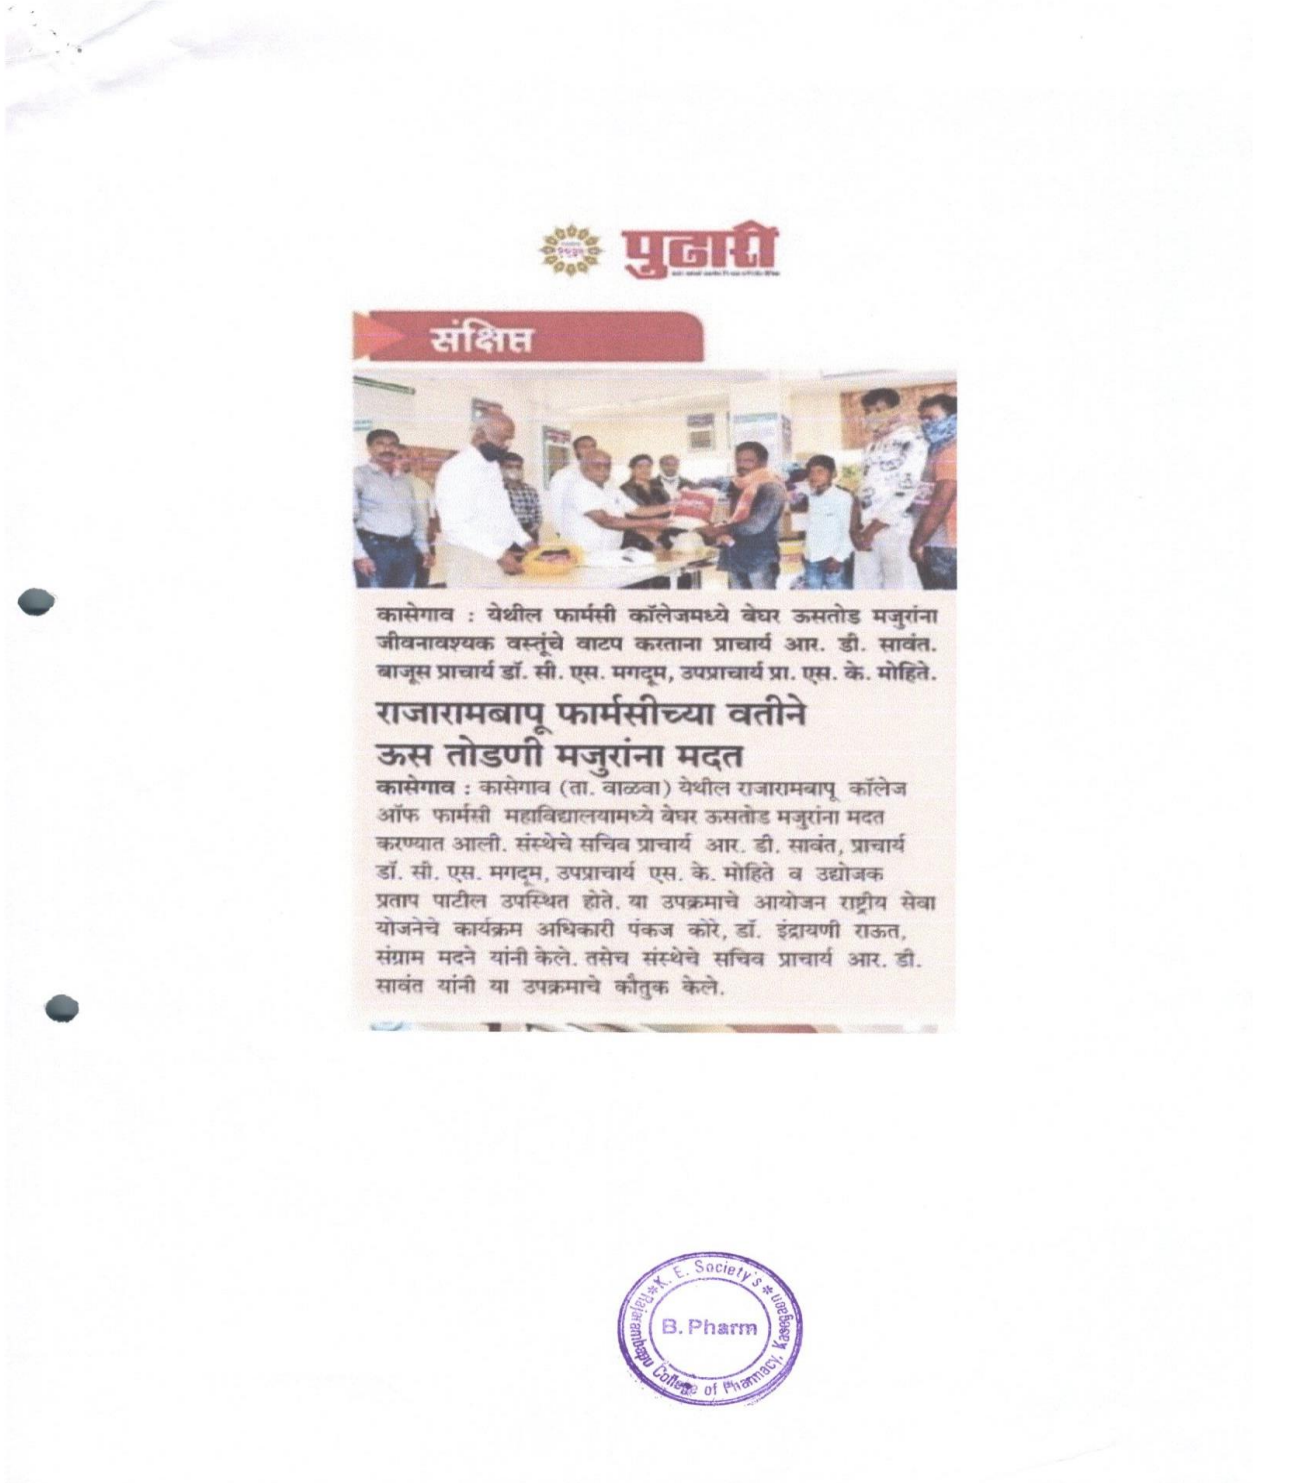 पुढारी
संक्षिप्त
कासेगाव : येथील फार्मसी कॉलेजमध्ये बेघर ऊसतोड मजुरांना
जीवनावश्यक वस्तूंचे वाटप करताना प्राचार्य आर. डी. सावंत.
बाजूस प्राचार्य डॉ. सी. एस. मगदूम, उपप्राचार्य प्रा. एस. के. मोहिते.
राजारामबापू फार्मसीच्या वतीने
ऊस तोडणी मजुरांना मदत
कासेगाव : कासेगाव (ता. वाळवा) येथील राजारामबापू कॉलेज
ऑफ फार्मसी महाविद्यालयामध्ये बेघर ऊसतोड मजुरांना मदत
करण्यात आली. संस्थेचे सचिव प्राचार्य आर. डी. सावंत, प्राचार्य
डॉ. सी. एस. मगदूम, उपप्राचार्य एस. के. मोहिते व उद्योजक
प्रताप पाटील उपस्थित होते. या उपक्रमाचे आयोजन राष्ट्रीय सेवा
योजनेचे कार्यक्रम अधिकारी पंकज कोरे, डॉ. इंद्रायणी राऊत,
संग्राम मदने यांनी केले. तसेच संस्थेचे सचिव प्राचार्य आर. डी.
सावंत यांनी या उपक्रमाचे कौतुक केले.
K. E. Society's
Rajarambapu College of Pharmacy, Kasegaon
B. Pharm